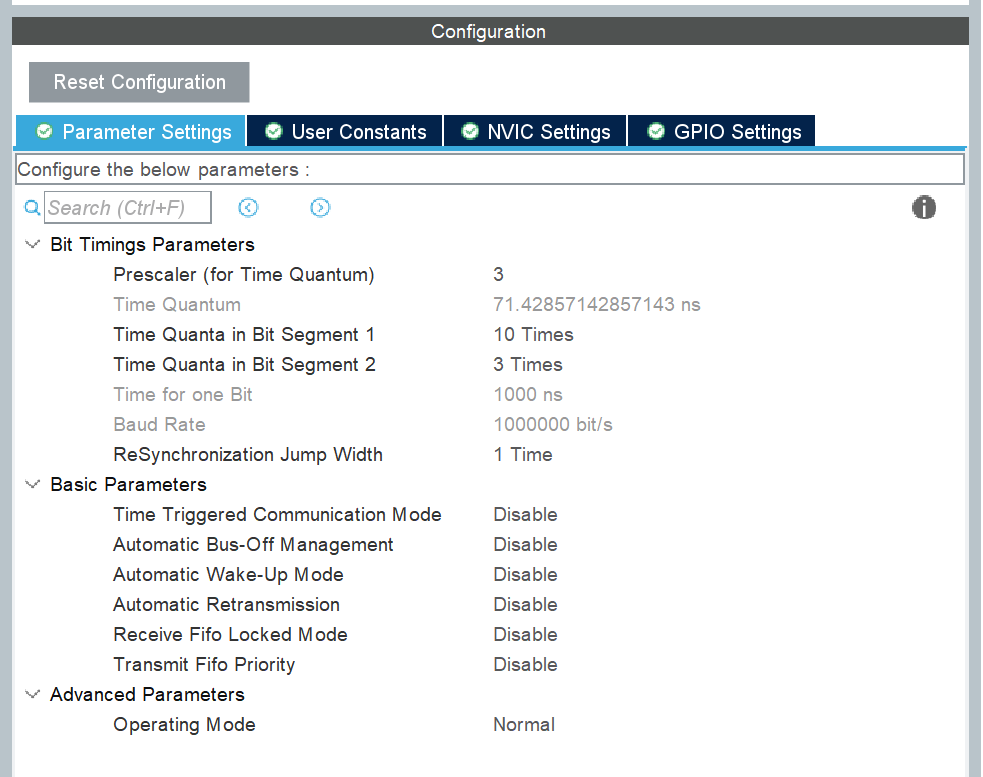 Configuration
Reset Configuration
Parameter Settings User Constants NVIC Settings GPIO Settings
Configure the below parameters :
Search (Ctrl+F)
Bit Timings Parameters
Prescaler (for Time Quantum) 3
Time Quantum 71.42857142857143 ns
Time Quanta in Bit Segment 1 10 Times
Time Quanta in Bit Segment 2 3 Times
Time for one Bit 1000 ns
Baud Rate 1000000 bit/s
ReSynchronization Jump Width 1 Time
Basic Parameters
Time Triggered Communication Mode Disable
Automatic Bus-Off Management Disable
Automatic Wake-Up Mode Disable
Automatic Retransmission Disable
Receive Fifo Locked Mode Disable
Transmit Fifo Priority Disable
Advanced Parameters
Operating Mode Normal